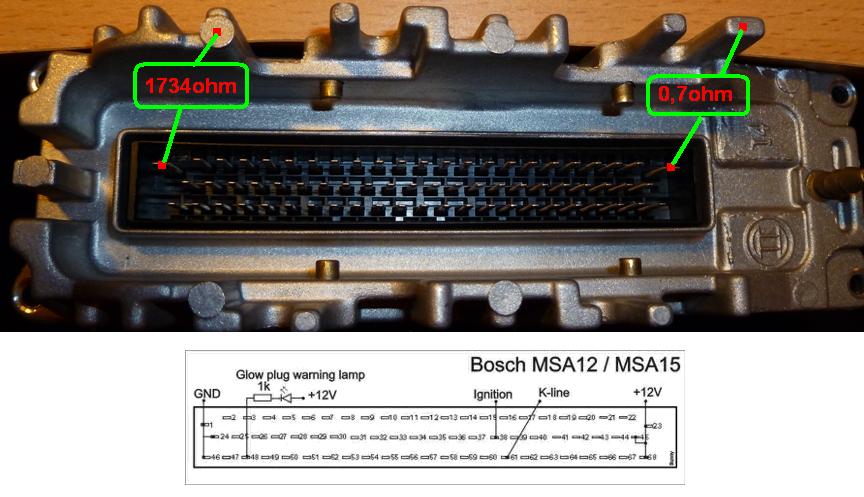 1734ohm
0,7ohm
14
Bosch MSA12 / MSA15
Glow plug warning lamp
GND 1k +12V Ignition K-line +12V
2 3 4 5 6 7 8 9 10 11 12 13 14 15 16 17 18 19 20 21 22
1 23
24 25 26 27 28 29 30 31 32 33 34 35 36 37 38 39 40 41 42 43 44 45
46 47 48 49 50 51 52 53 54 55 56 57 58 59 60 61 62 63 64 65 66 67 68